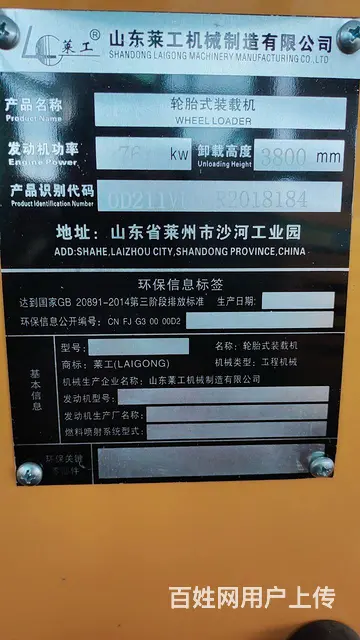 莱工®
山东莱工机械制造有限公司
SHANDONG LAIGONG MACHINERY MANUFACTURING CO.,LTD
产品名称 轮胎式装载机
Product Name WHEEL LOADER
发动机功率 76 kw 卸载高度 3800 mm
Engine Power Unloading Height
产品识别代码
Product Identification Number
地址：山东省莱州市沙河工业园
ADD:SHAHE,LAIZHOU CITY,SHANDONG PROVINCE,CHINA
环保信息标签
达到国家GB 20891-2014第三阶段排放标准 生产日期：
环保信息公开编号：CN FJ G3 00 00D2
基本信息
型号： 名称：轮胎式装载机
商标：莱工(LAIGONG) 机械类型：工程机械
机械生产企业名称：山东莱工机械制造有限公司
发动机型号：
发动机生产厂名称：
燃料喷射系统型式：
环保关键
百姓网用户上传